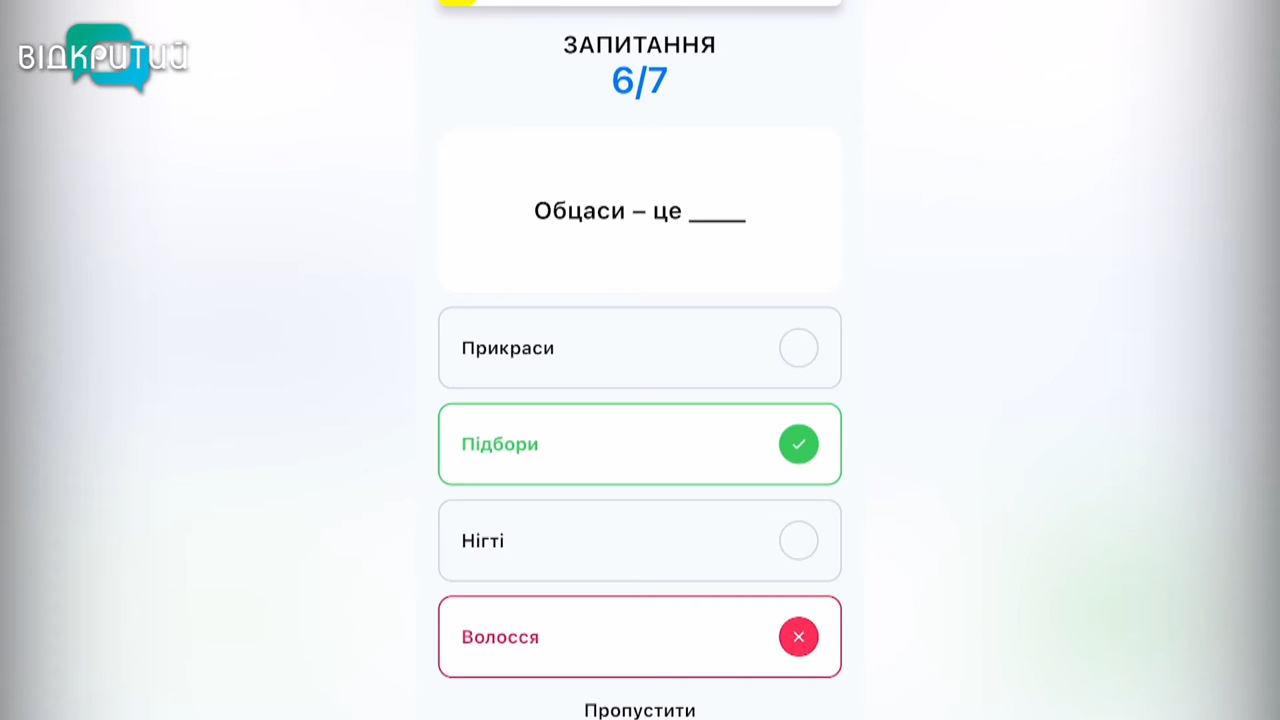 ВІДКРИТИЙ
ЗАПИТАННЯ
6/7
Обцаси – це _____
Прикраси
Підбори
Нігті
Волосся
Пропустити